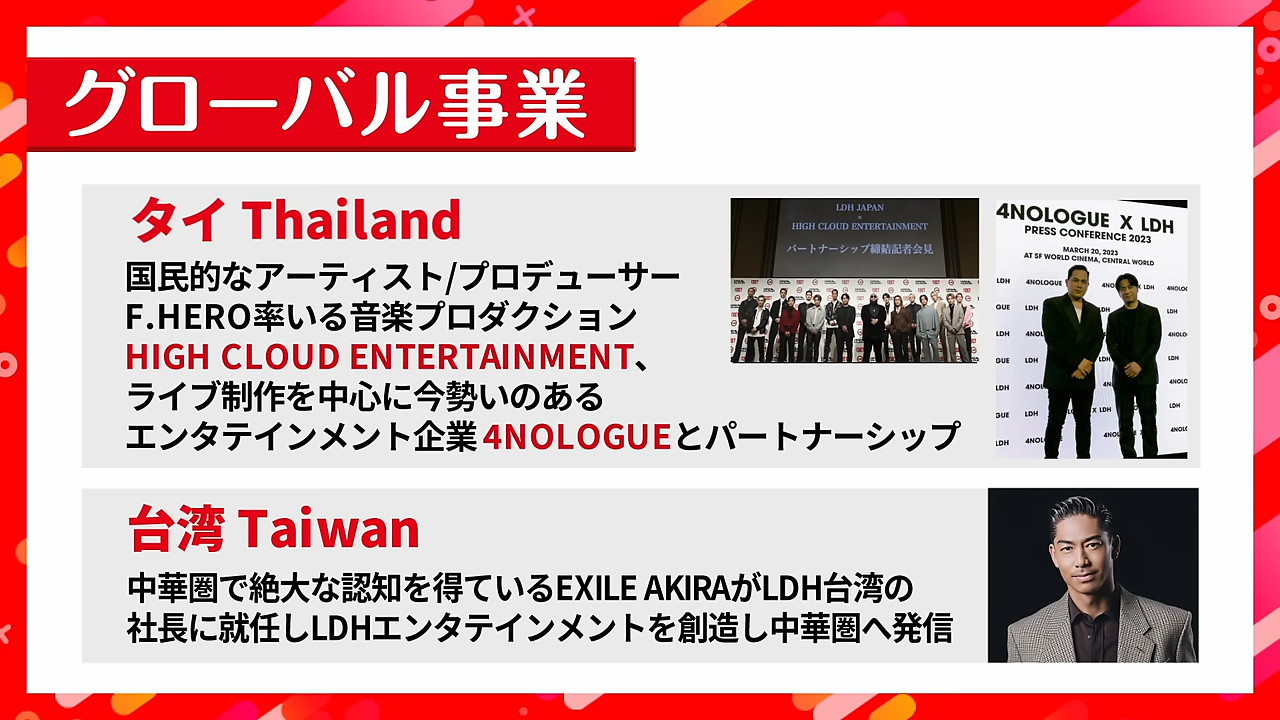 グローバル事業
タイ Thailand
国民的なアーティスト/プロデューサー
F.HERO率いる音楽プロダクション
HIGH CLOUD ENTERTAINMENT、
ライブ制作を中心に今勢いのある
エンタテインメント企業 4NOLOGUEとパートナーシップ
LDH JAPAN
×
HIGH CLOUD ENTERTAINMENT
パートナーシップ締結記者会見
4NOLOGUE X LDH
PRESS CONFERENCE 2023
MARCH 20, 2023
AT SF WORLD CINEMA, CENTRAL WORLD
台湾 Taiwan
中華圏で絶大な認知を得ているEXILE AKIRAがLDH台湾の
社長に就任しLDHエンタテインメントを創造し中華圏へ発信